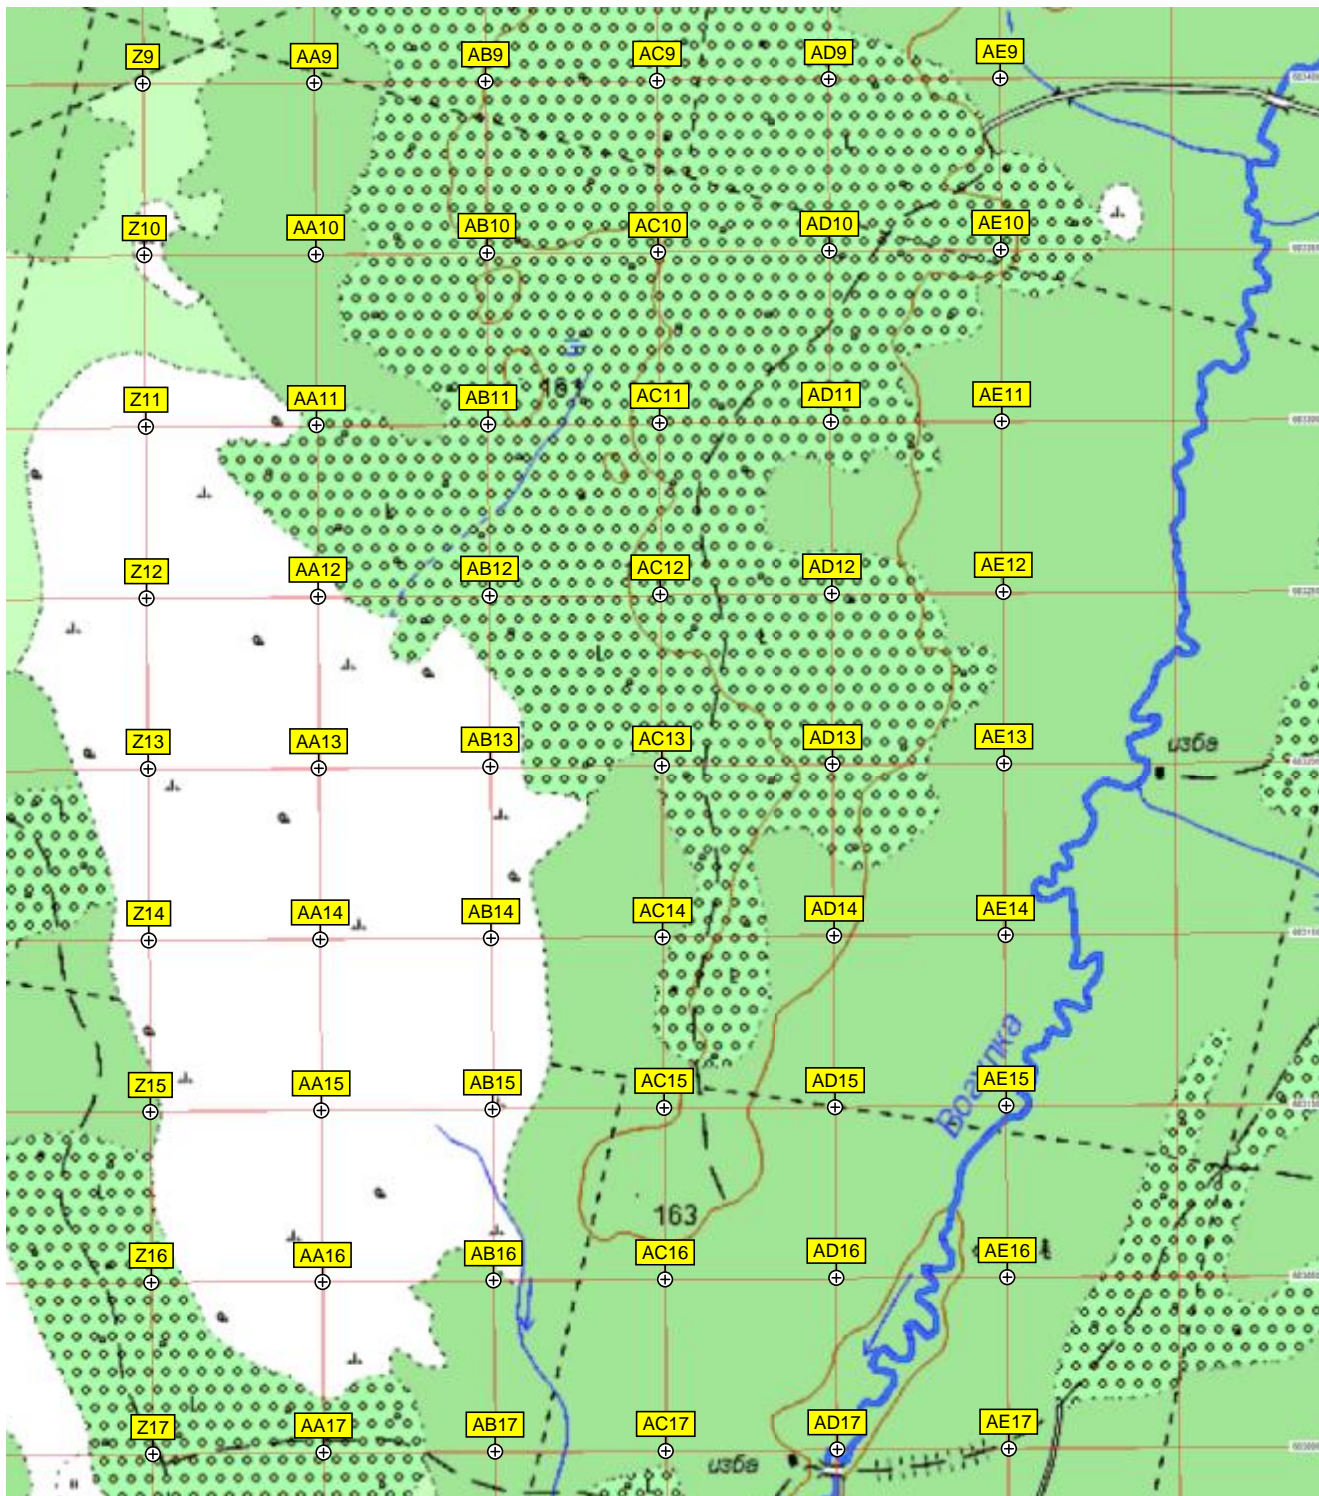 Z9 AA9 AB9 AC9 AD9 AE9
Z10 AA10 AB10 AC10 AD10 AE10
161
Z11 AA11 AB11 AC11 AD11 AE11
Z12 AA12 AB12 AC12 AD12 AE12
Z13 AA13 AB13 AC13 AD13 AE13
изба
Z14 AA14 AB14 AC14 AD14 AE14
Вогулка
Z15 AA15 AB15 AC15 AD15 AE15
163
Z16 AA16 AB16 AC16 AD16 AE16
Z17 AA17 AB17 AC17 AD17 AE17
изба